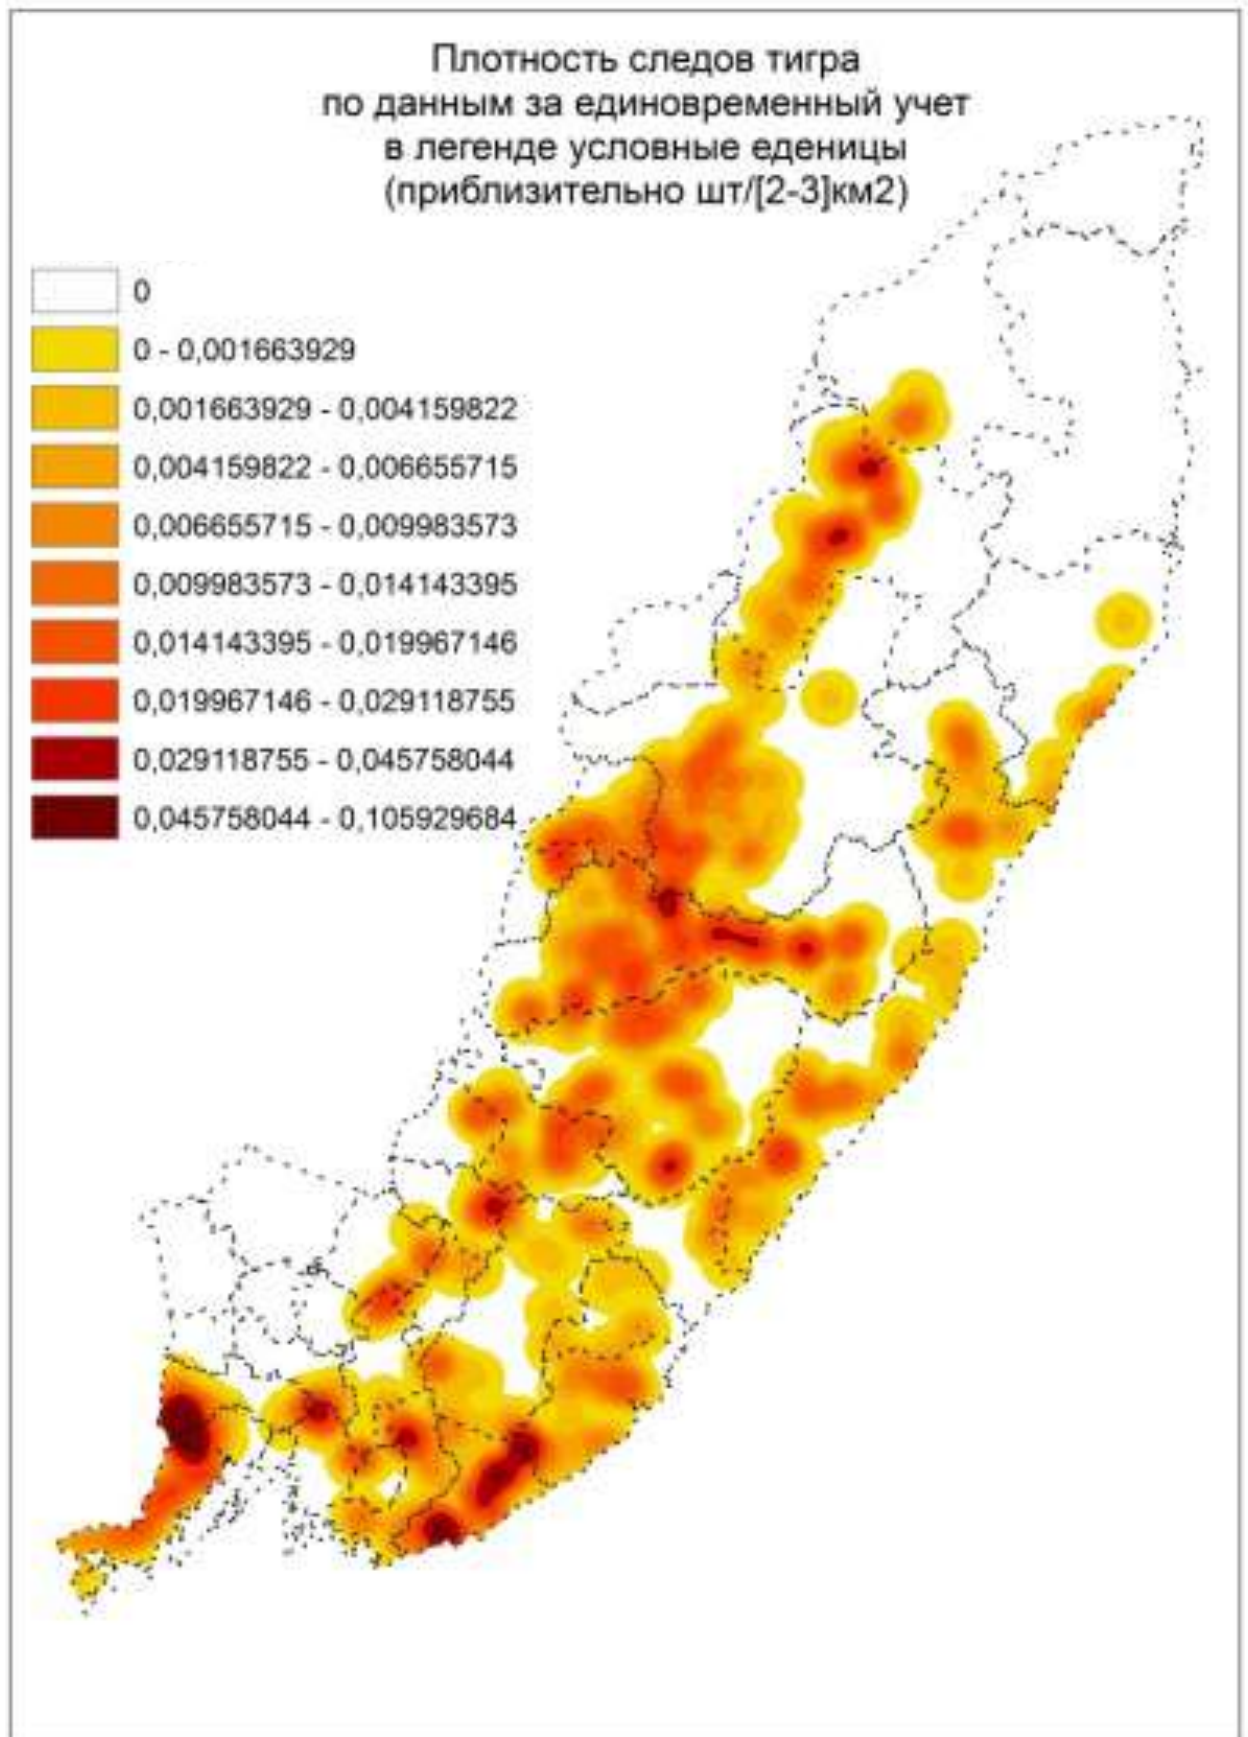 Плотность следов тигра
по данным за единовременный учет
в легенде условные еденицы
(приблизительно шт/[2-3]км2)
0
0 - 0,001663929
0,001663929 - 0,004159822
0,004159822 - 0,006655715
0,006655715 - 0,009983573
0,009983573 - 0,014143395
0,014143395 - 0,019967146
0,019967146 - 0,029118755
0,029118755 - 0,045758044
0,045758044 - 0,105929684